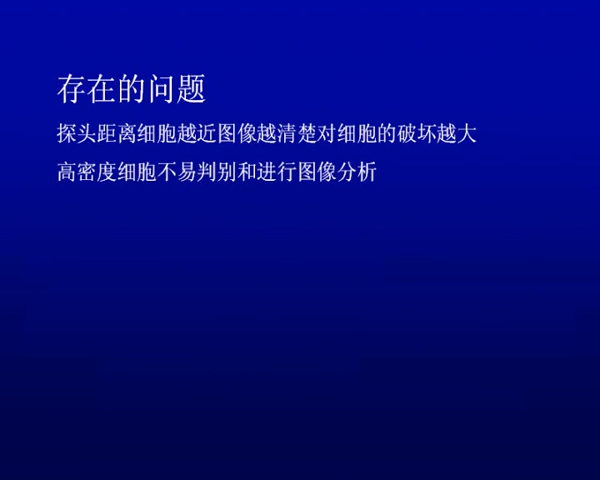 存在的问题
探头距离细胞越近图像越清楚对细胞的破坏越大
高密度细胞不易判别和进行图像分析